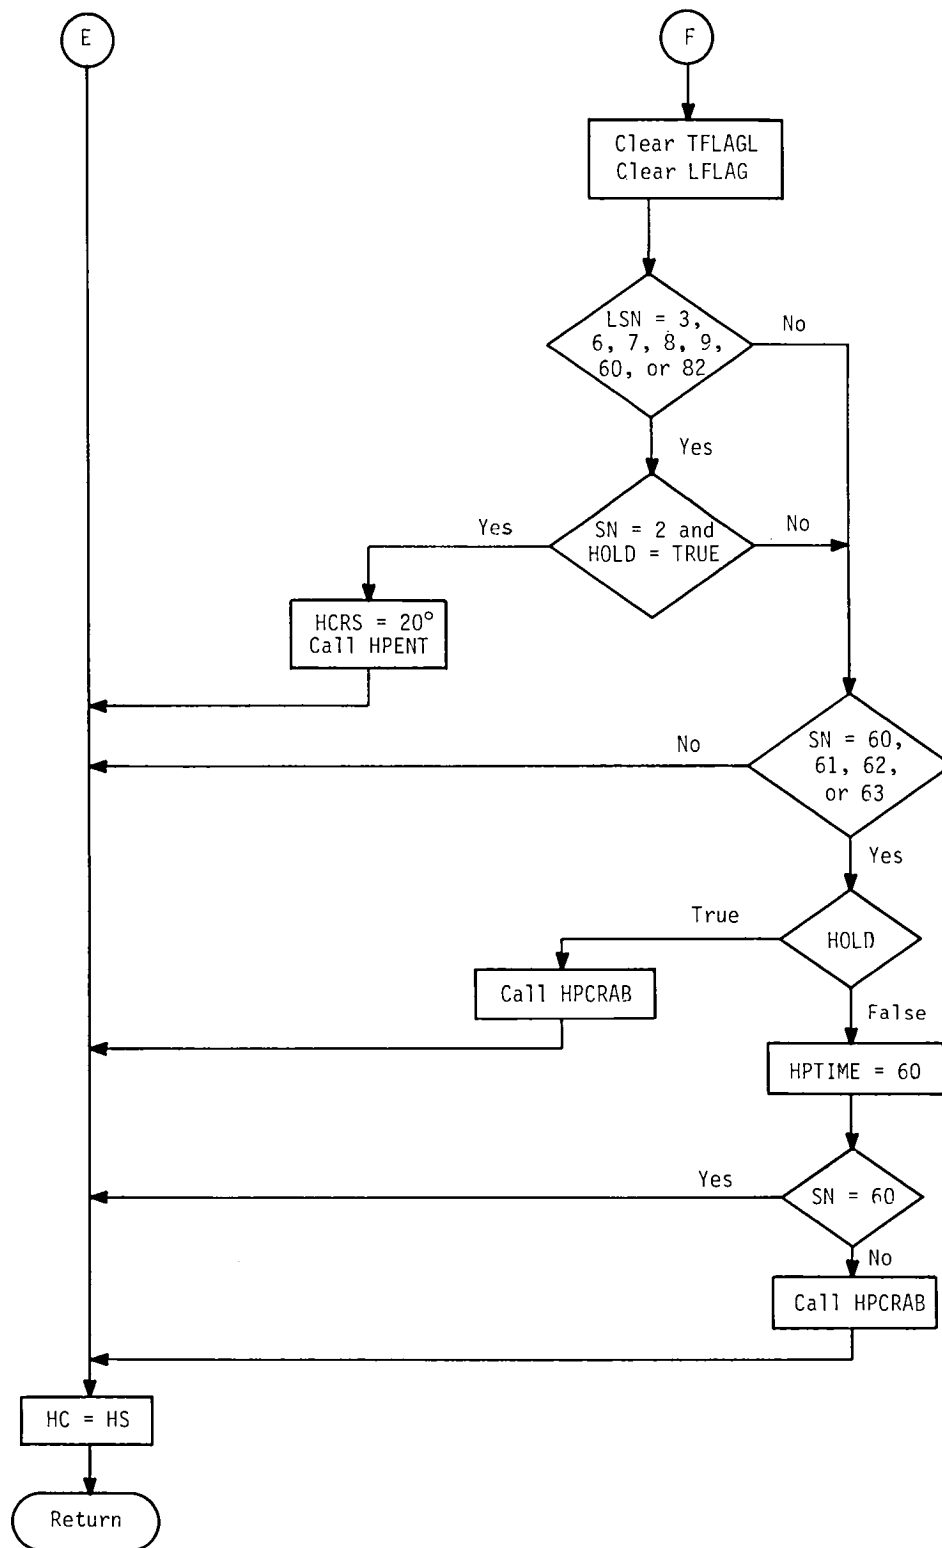 E
F
Clear TFLAGL
Clear LFLAG
LSN = 3,
6, 7, 8, 9,
60, or 82
No
Yes
SN = 2 and
HOLD = TRUE
Yes
No
HCRS = 20°
Call HPENT
SN = 60,
61, 62,
or 63
No
Yes
HOLD
True
Call HPCRAB
False
HPTIME = 60
SN = 60
Yes
No
Call HPCRAB
HC = HS
Return